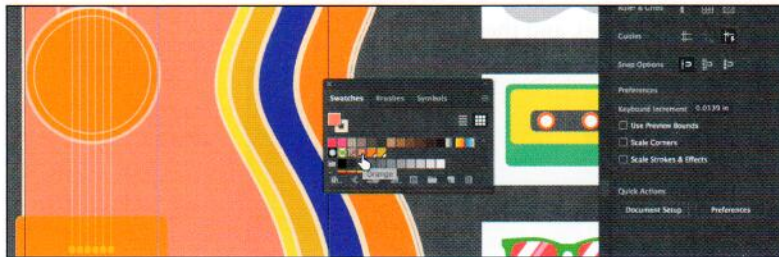 Ruler & Grids
Guides
Snap Options
Preferences
Keyboard Increment 0.0139 in
Use Preview Bounds
Scale Corners
Scale Strokes & Effects
Quick Actions
Document Setup Preferences
Swatches Brushes Symbols
Orange